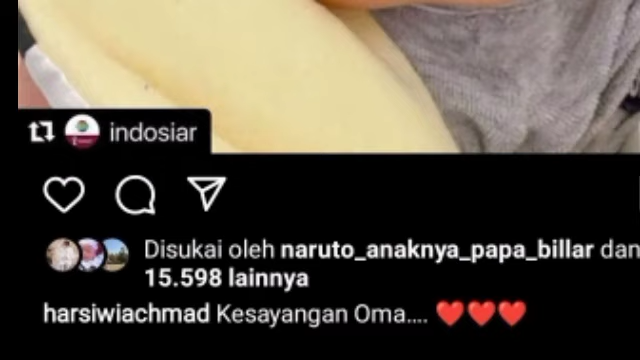 indosiar
Disukai oleh naruto_anaknya_papa_billar dan
15.598 lainnya
harsiwiachmad Kesayangan Oma.... ❤️❤️❤️